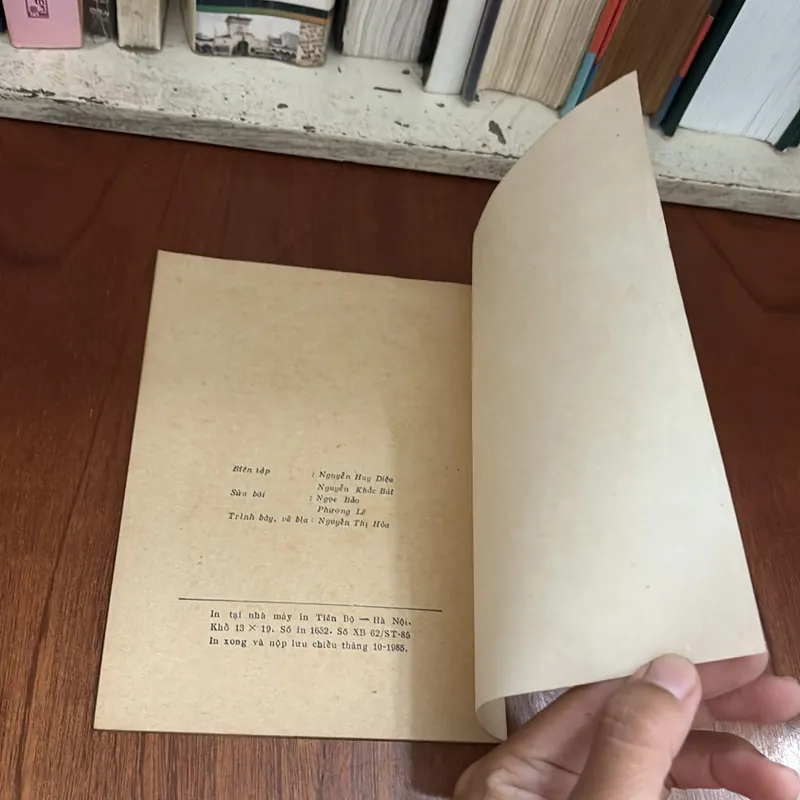 Biên tập : Nguyễn Huy Diệu
Nguyễn Khắc Bát
Sửa bài : Ngọc Bảo
Phương Lê
Trình bày, vẽ bìa : Nguyễn Thị Hòa
In tại nhà máy in Tiến Bộ — Hà Nội.
Khổ 13 × 19. Số in 1632. Số XB 62/ST-85
In xong và nộp lưu chiểu tháng 10-1985.